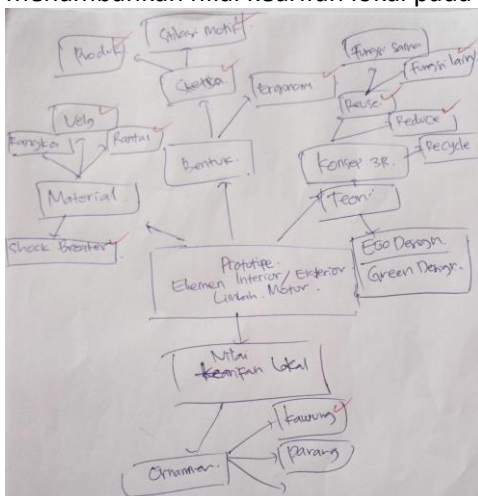 menambahkan nilai kearifan lokal pada
Stilasi Motif
Produk
Sketsa
Ergonomi
Fungsi Sama
Fungsi Lain
Reuse
Reduce
Recycle
Velg
Rangka
Rantai
Bentuk
Konsep 3R
Material
Teori
Shock Breaker
Prototipe
Elemen Interior/Eksterior
Limbah Motor
Eco Design
Green Design
Nilai
Kearifan Lokal
Kawung
Parang
Ornamen